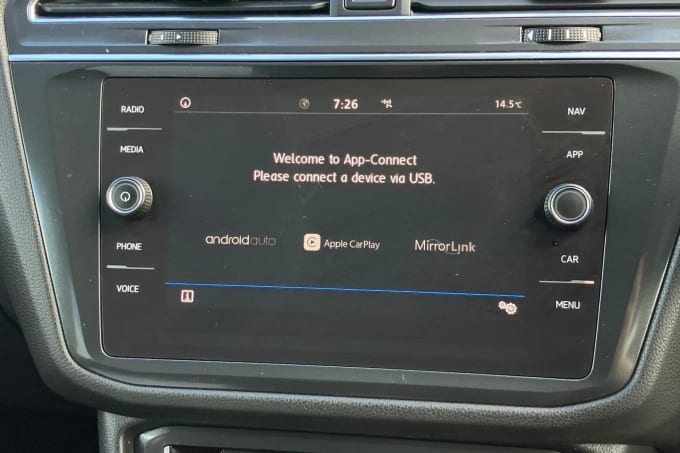 RADIO
MEDIA
PHONE
VOICE
7:26
14.5°C
Welcome to App-Connect
Please connect a device via USB.
androidauto
Apple CarPlay
MirrorLink
NAV
APP
CAR
MENU